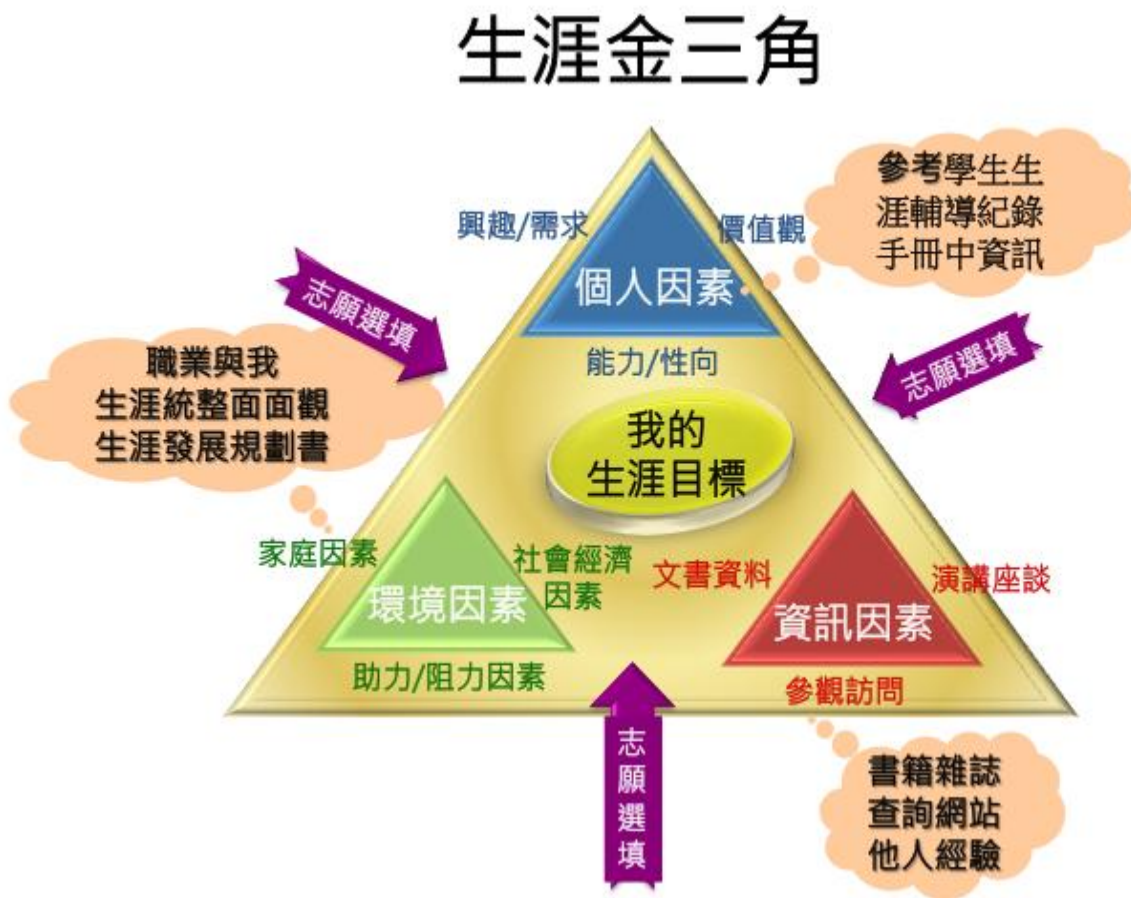 生涯金三角
參考學生生
涯輔導紀錄
手冊中資訊
興趣/需求
價值觀
個人因素
能力/性向
志願選填
志願選填
職業與我
生涯統整面面觀
生涯發展規劃書
我的
生涯目標
家庭因素
社會經濟
因素
環境因素
助力/阻力因素
文書資料
演講座談
資訊因素
參觀訪問
志願選填
書籍雜誌
查詢網站
他人經驗